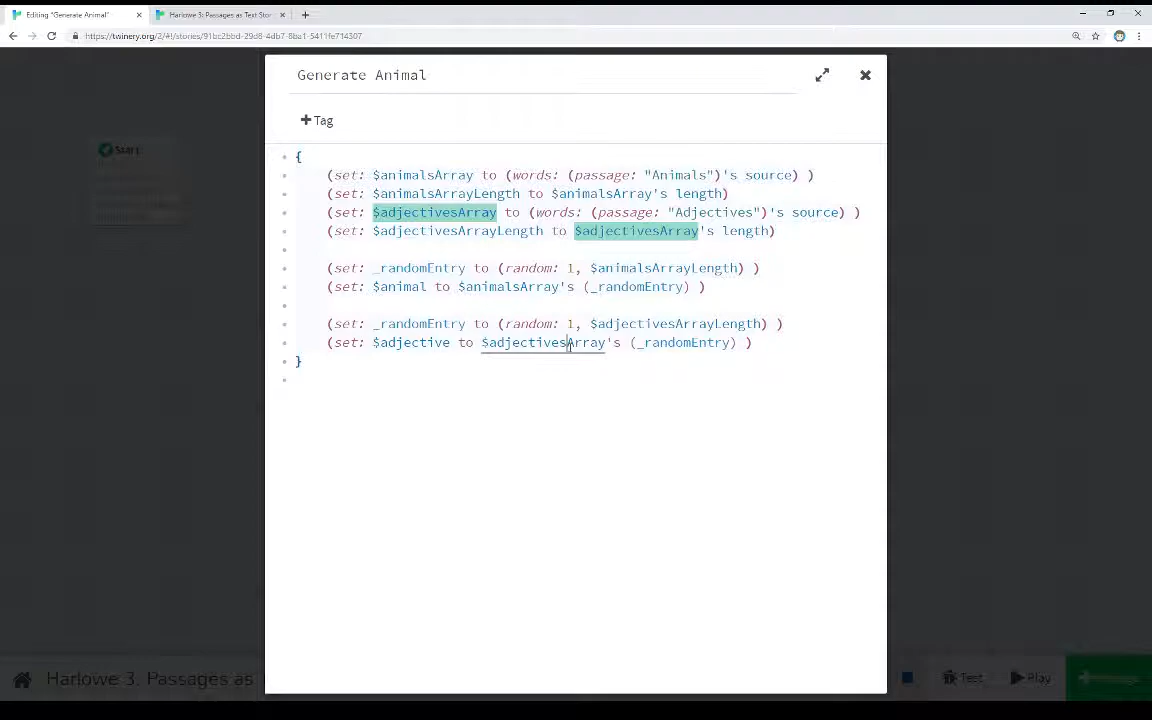 Editing "Generate Animal"
Harlowe 3: Passages as Text Stor
https://twinery.org/2/#!/stories/91bc2bbd-29d8-4db7-8ba1-5411fe714307
Start
Generate Animal
+Tag
{
(set: $animalsArray to (words: (passage: "Animals")'s source) )
(set: $animalsArrayLength to $animalsArray's length)
(set: $adjectivesArray to (words: (passage: "Adjectives")'s source) )
(set: $adjectivesArrayLength to $adjectivesArray's length)
(set: _randomEntry to (random: 1, $animalsArrayLength) )
(set: $animal to $animalsArray's (_randomEntry) )
(set: _randomEntry to (random: 1, $adjectivesArrayLength) )
(set: $adjective to $adjectivesArray's (_randomEntry) )
}
Harlowe 3. Passages as
Test
Play